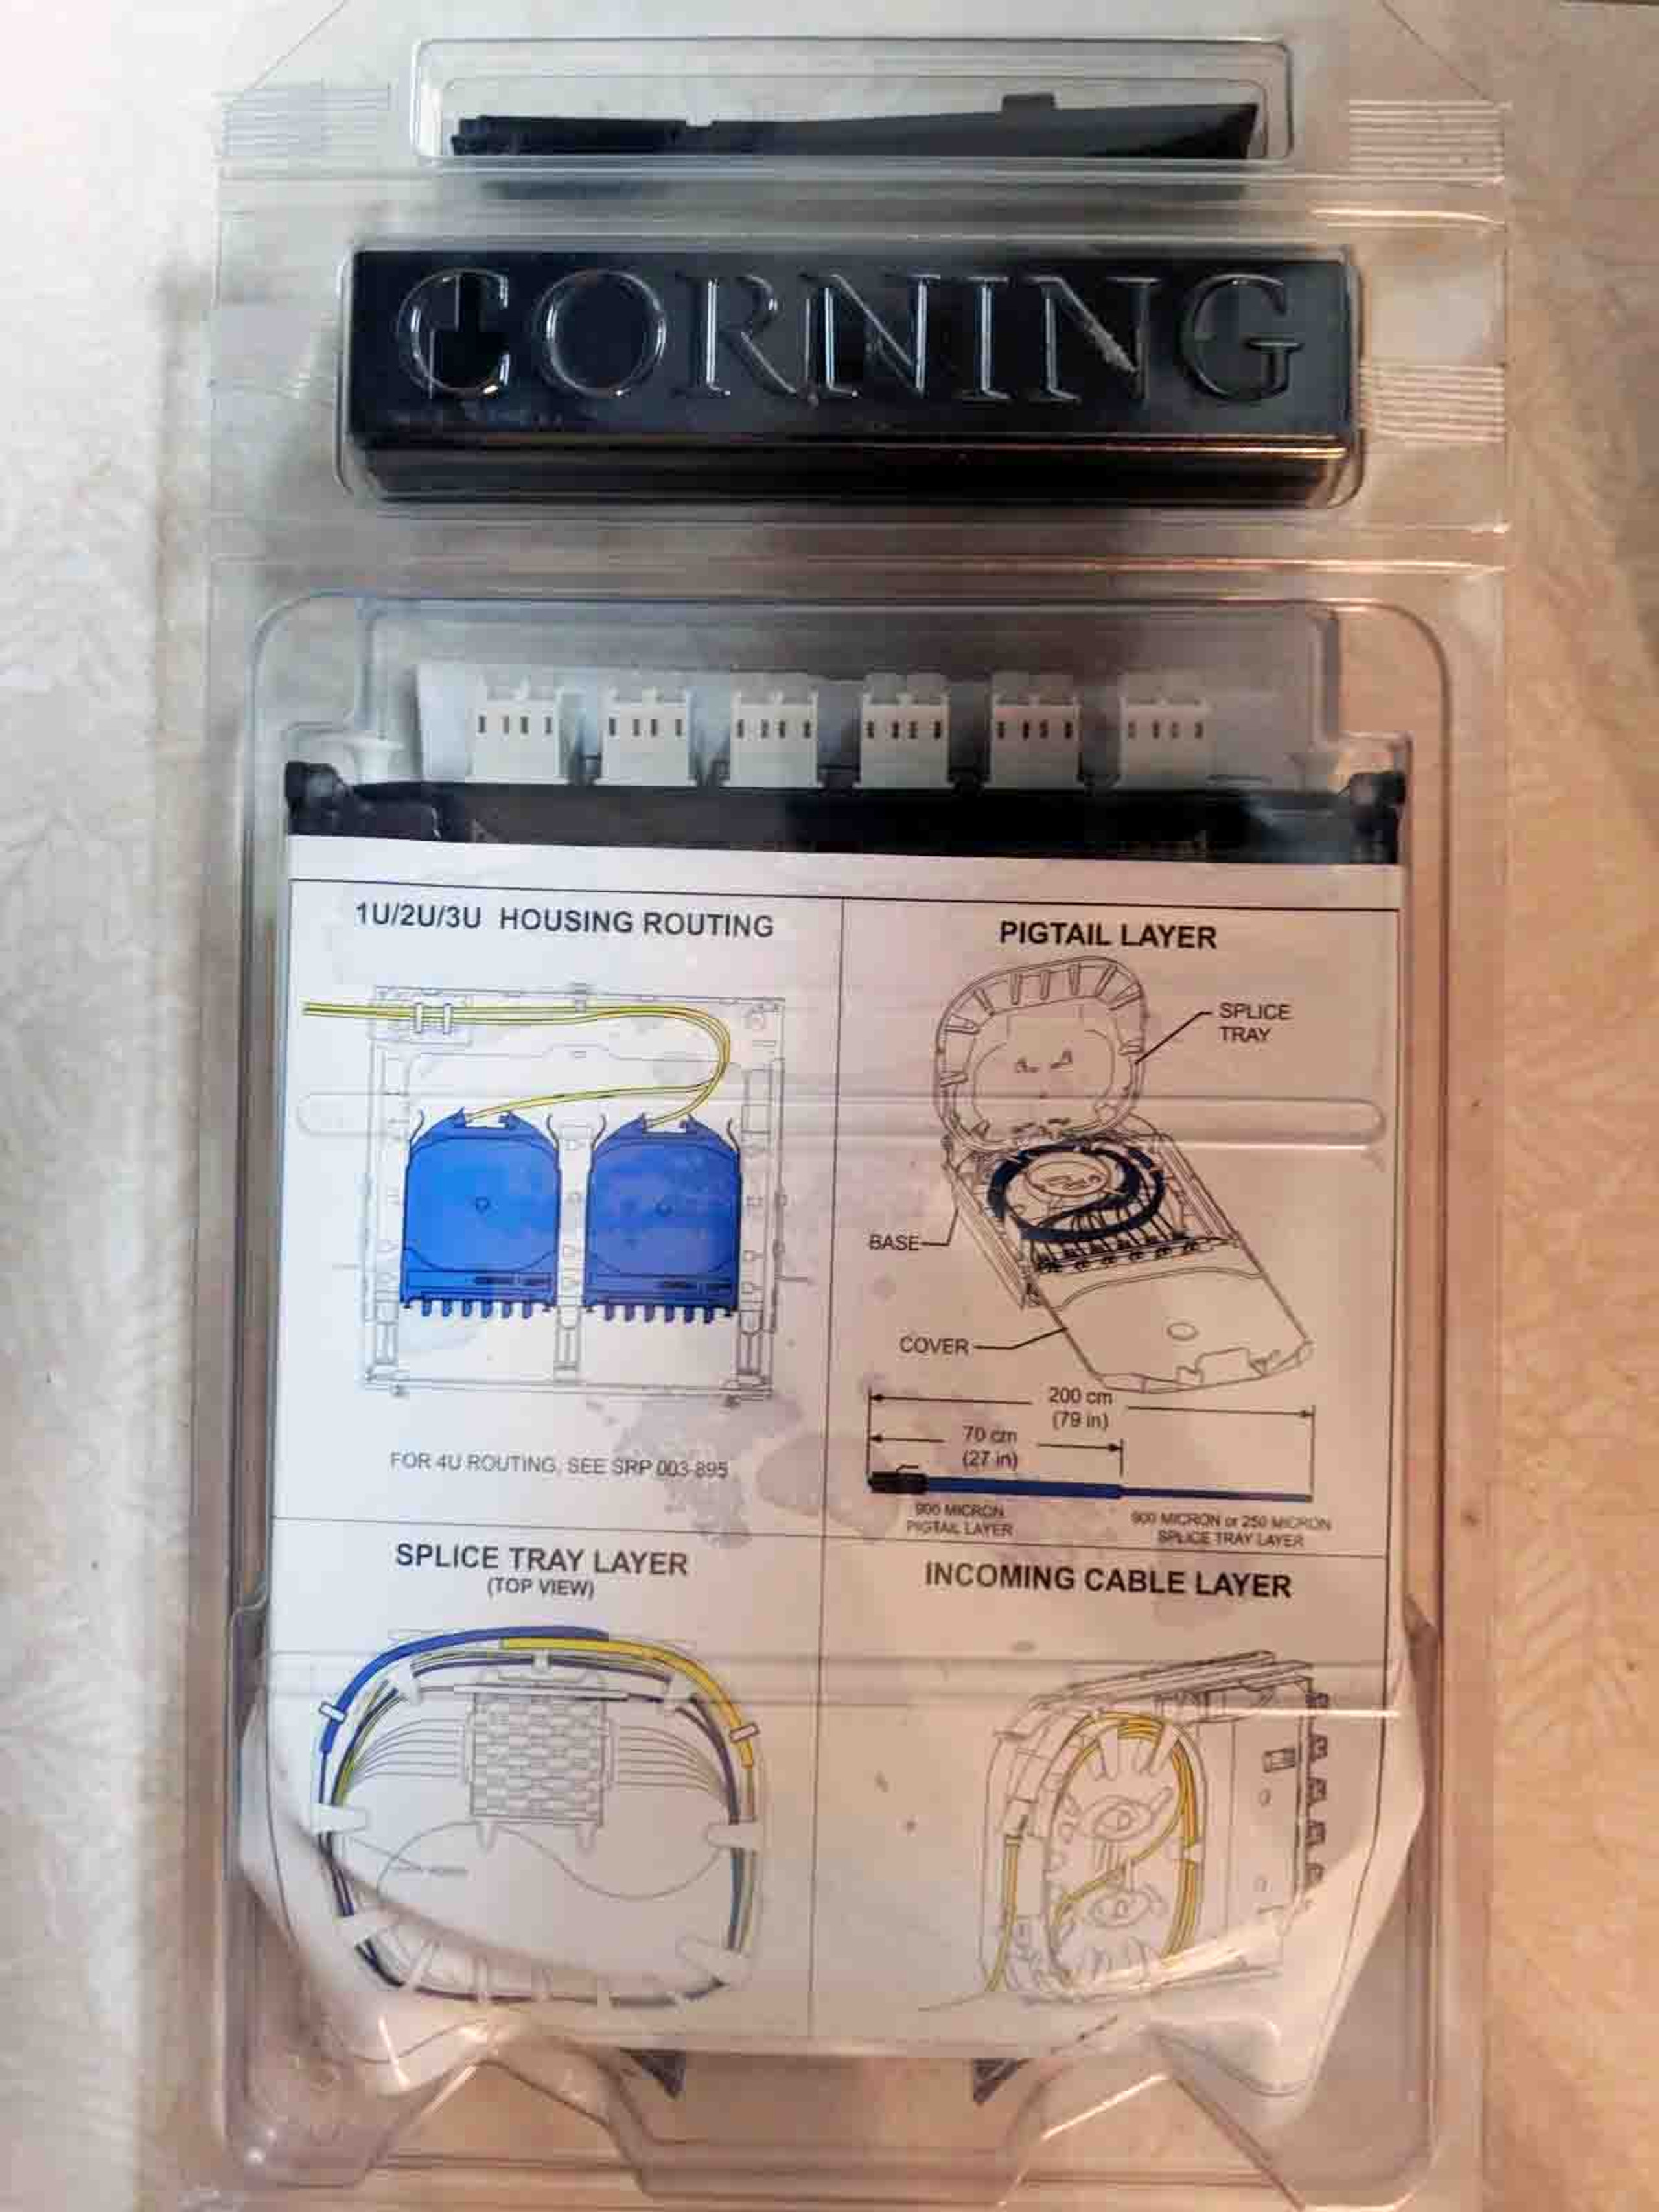 CORNING
1U/2U/3U HOUSING ROUTING
FOR 4U ROUTING, SEE SRP 003-895
PIGTAIL LAYER
SPLICE
TRAY
BASE
COVER
200 cm
(79 in)
70 cm
(27 in)
900 MICRON
PIGTAIL LAYER
900 MICRON or 250 MICRON
SPLICE TRAY LAYER
SPLICE TRAY LAYER
(TOP VIEW)
INCOMING CABLE LAYER